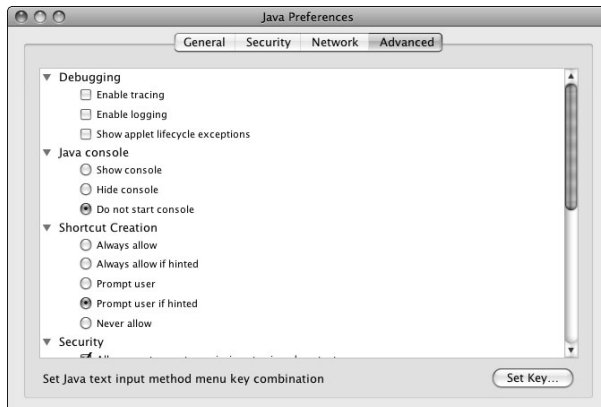 Java Preferences
General Security Network Advanced
Debugging
Enable tracing
Enable logging
Show applet lifecycle exceptions
Java console
Show console
Hide console
Do not start console
Shortcut Creation
Always allow
Always allow if hinted
Prompt user
Prompt user if hinted
Never allow
Security
Set Java text input method menu key combination
Set Key...